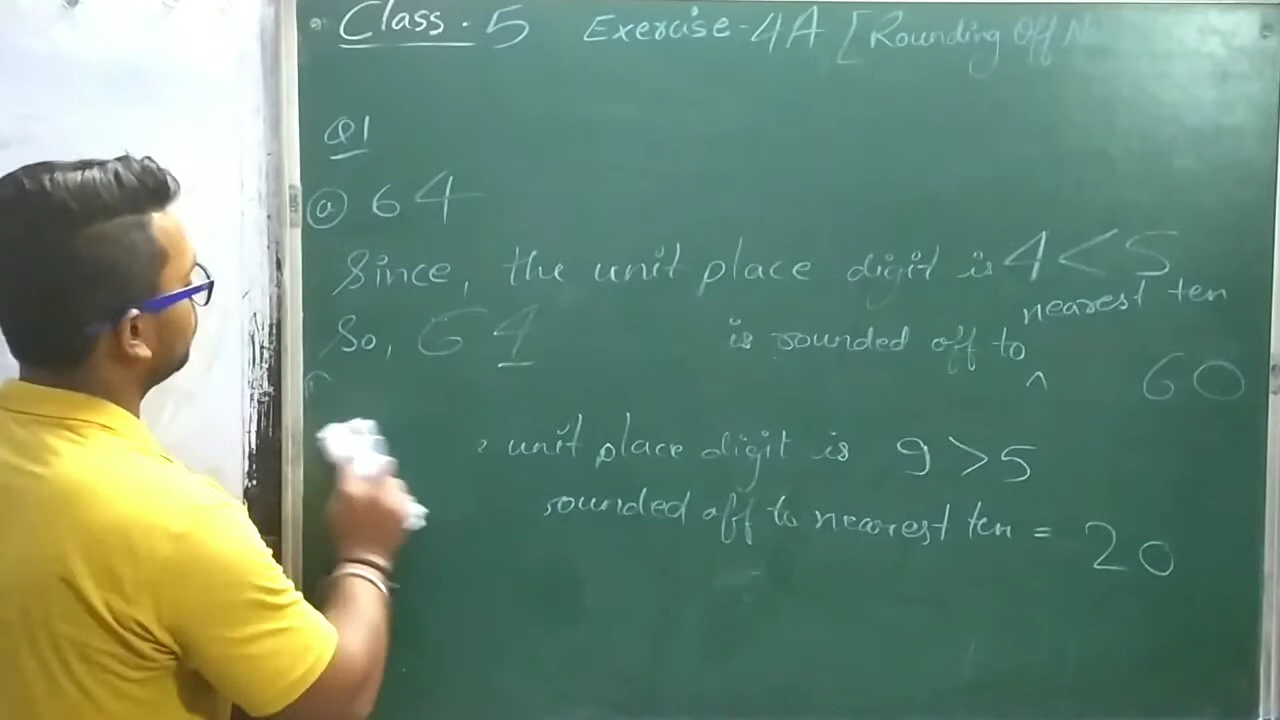 Class - 5 Exercise - 4A [Rounding Off N
Q1
(a) 64
Since, the unit place digit is 4 < 5
nearest ten
So, 64 is rounded off to ^ 60
unit place digit is 9 > 5
rounded off to nearest ten = 20